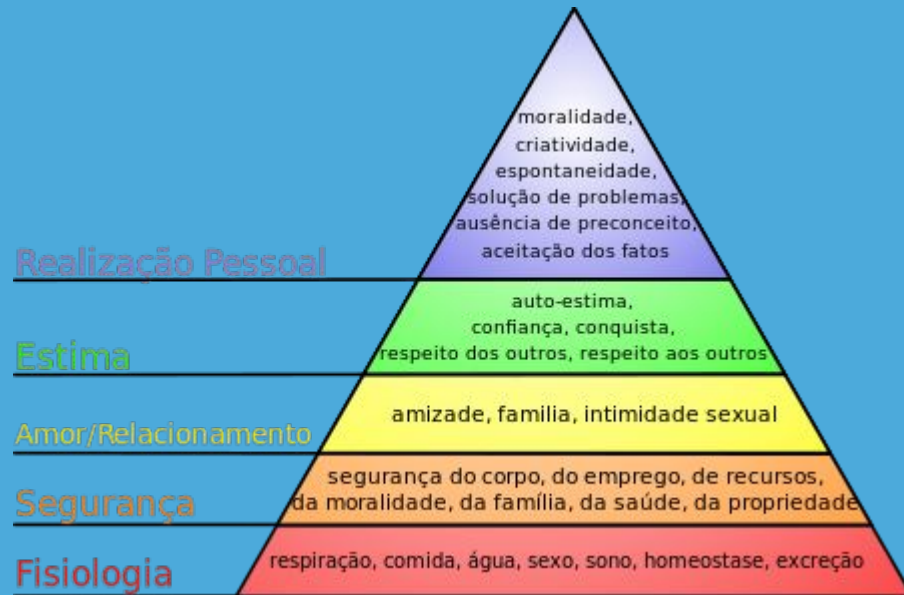 moralidade,
criatividade,
espontaneidade,
solução de problemas,
ausência de preconceito,
aceitação dos fatos
Realização Pessoal
auto-estima,
confiança, conquista,
respeito dos outros, respeito aos outros
Estima
amizade, familia, intimidade sexual
Amor/Relacionamento
segurança do corpo, do emprego, de recursos,
da moralidade, da família, da saúde, da propriedade
Segurança
respiração, comida, água, sexo, sono, homeostase, excreção
Fisiologia